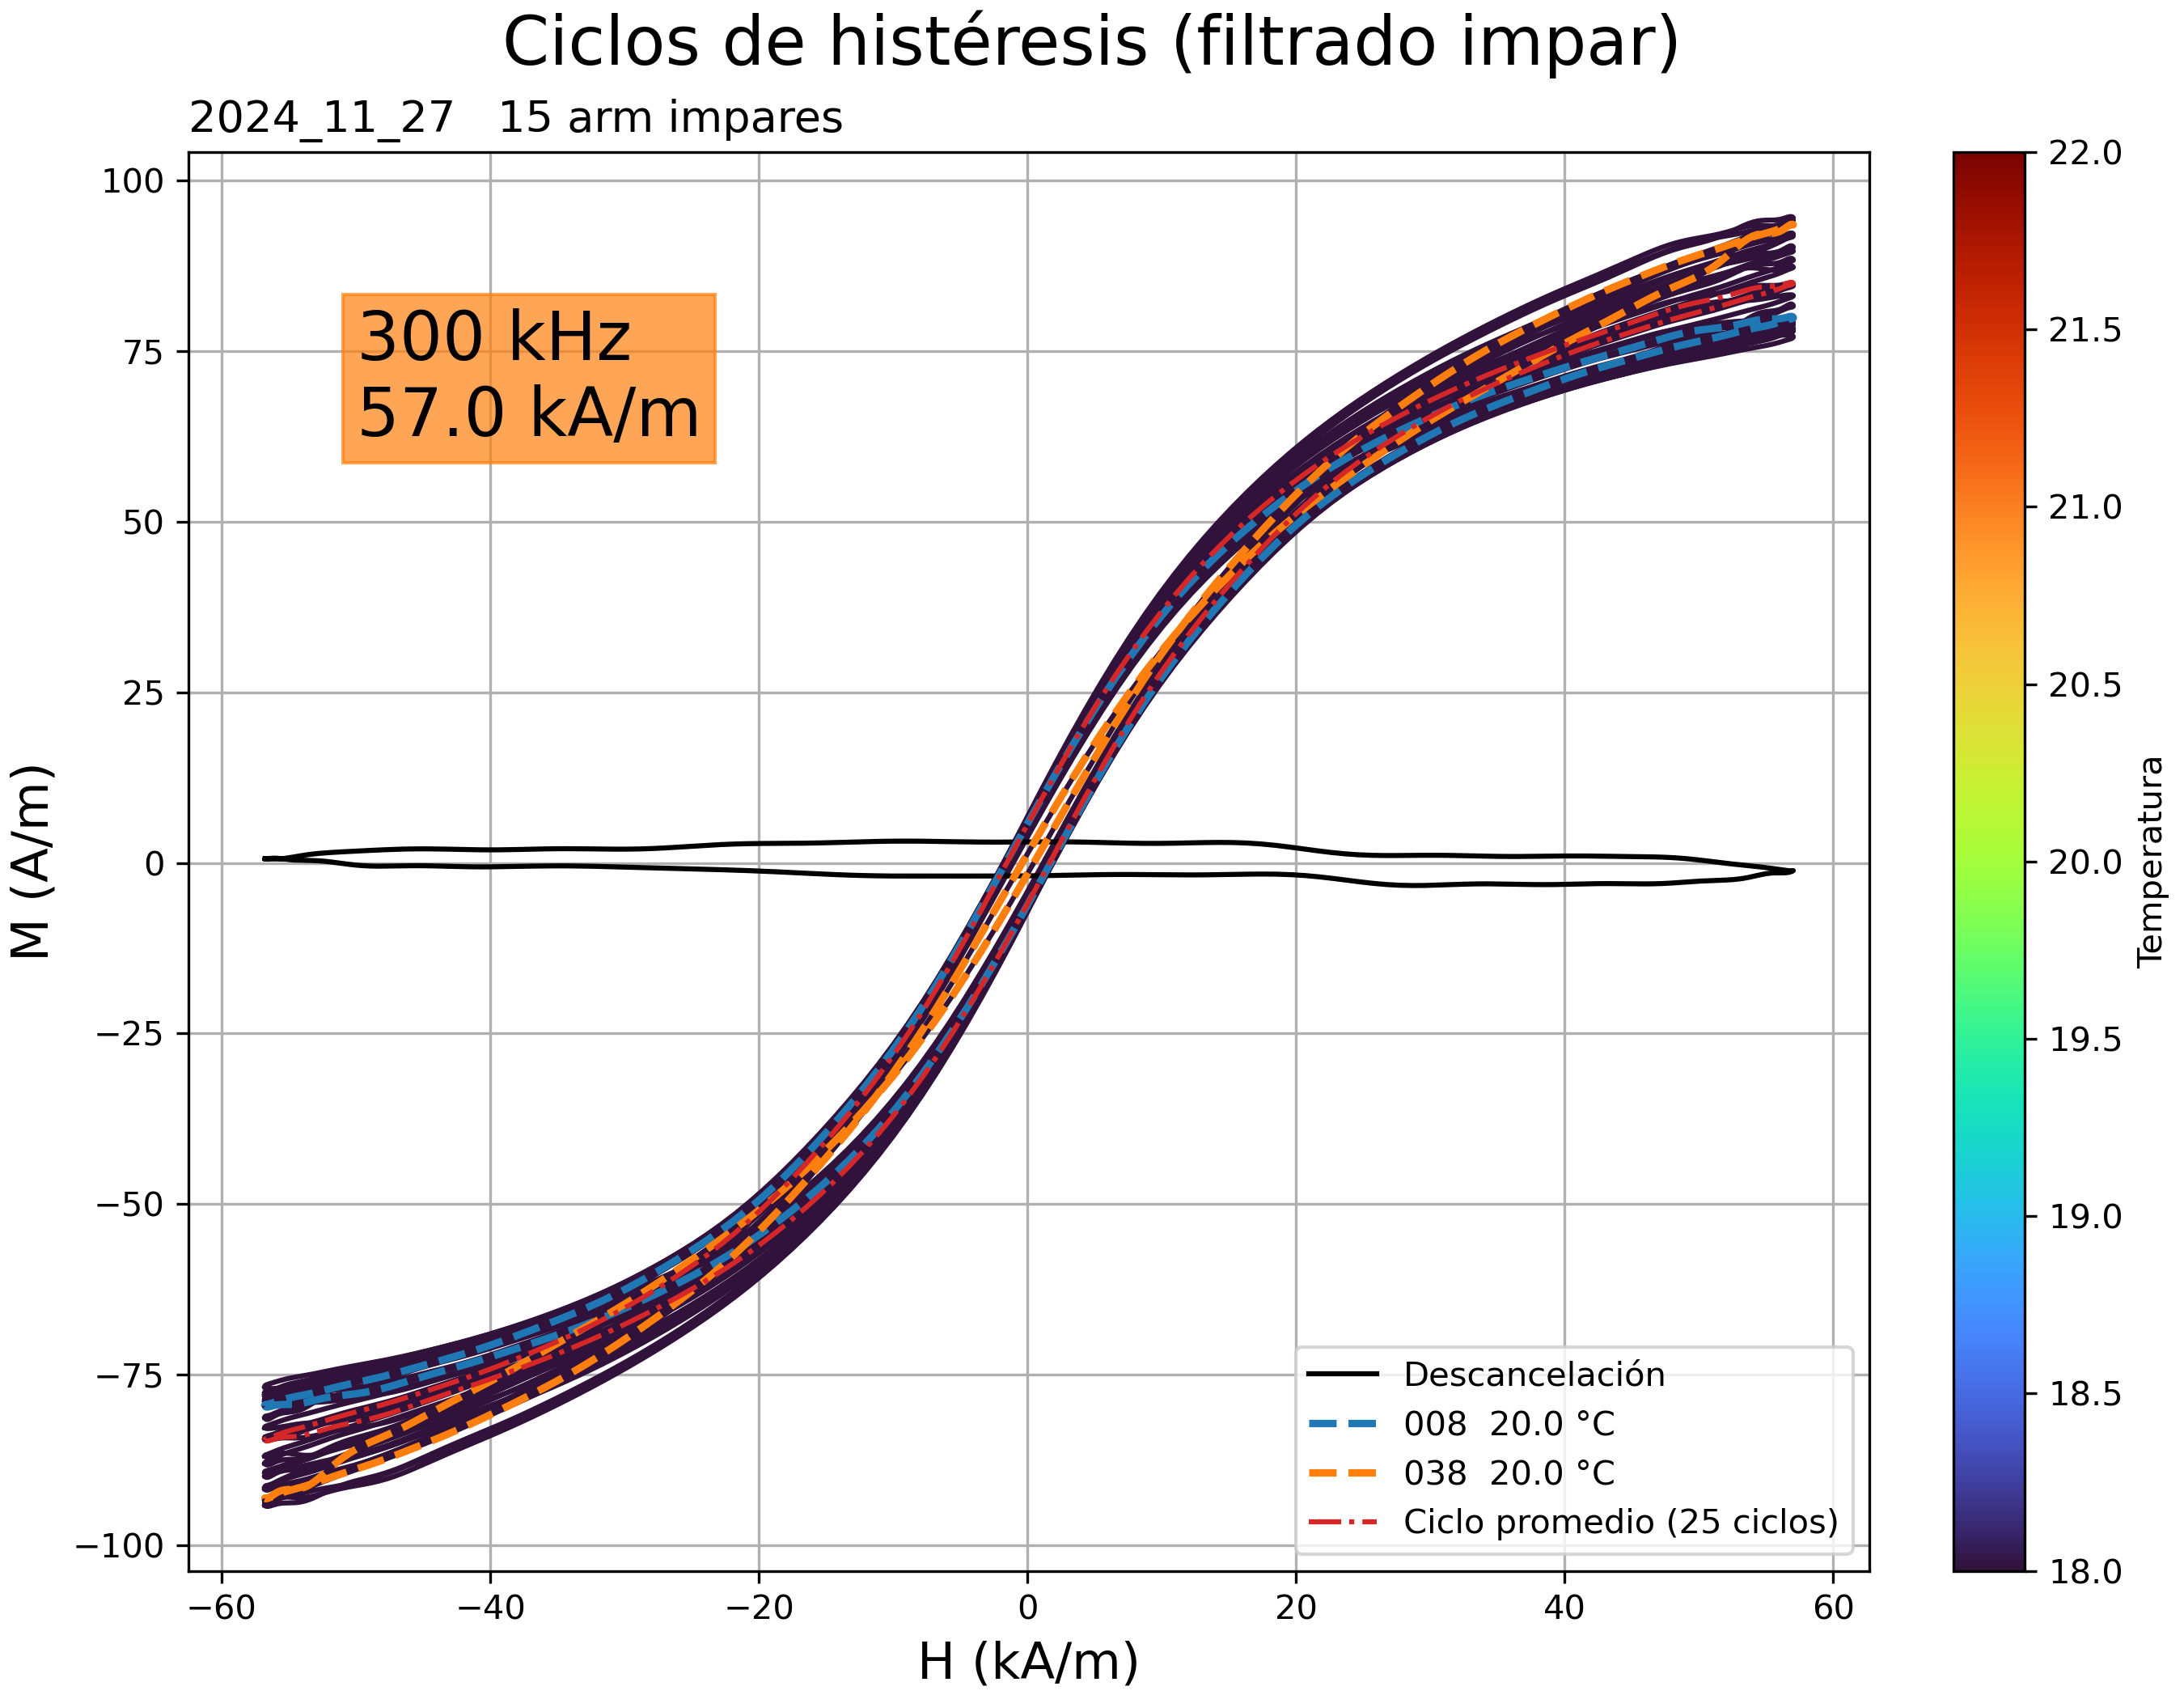 Ciclos de histéresis (filtrado impar)
2024_11_27   15 arm impares
300 kHz
57.0 kA/m
100
75
50
25
0
−25
−50
−75
−100
M (A/m)
−60
−40
−20
0
20
40
60
H (kA/m)
Descancelación
008  20.0 °C
038  20.0 °C
Ciclo promedio (25 ciclos)
22.0
21.5
21.0
20.5
20.0
19.5
19.0
18.5
18.0
Temperatura